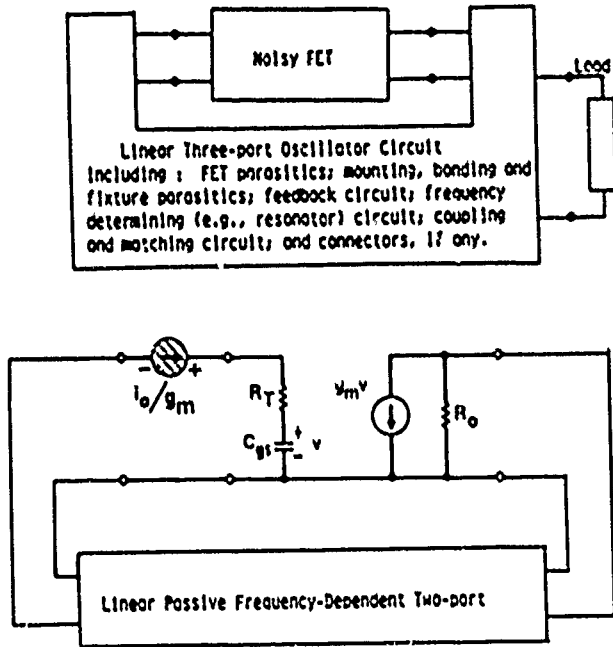 Noisy FET
Load
Linear Three-port Oscillator Circuit
including : FET parasitics; mounting, bonding and
fixture parasitics; feedback circuit; frequency
determining (e.g., resonator) circuit; coupling
and matching circuit; and connectors, if any.
- +
i_o/g_m
R_T
C_gs + - v
y_m v
R_o
Linear Passive Frequency-Dependent Two-port